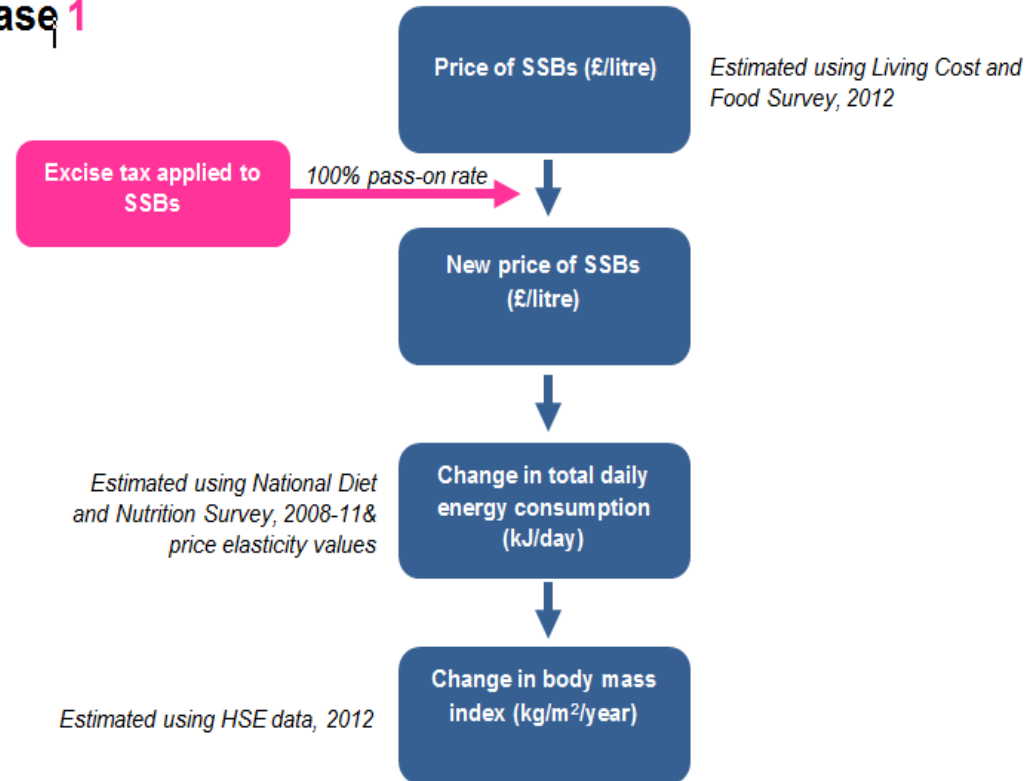 ase 1
Price of SSBs (£/litre)
Estimated using Living Cost and
Food Survey, 2012
Excise tax applied to
SSBs
100% pass-on rate
New price of SSBs
(£/litre)
Estimated using National Diet
and Nutrition Survey, 2008-11&
price elasticity values
Change in total daily
energy consumption
(kJ/day)
Change in body mass
index (kg/m²/year)
Estimated using HSE data, 2012